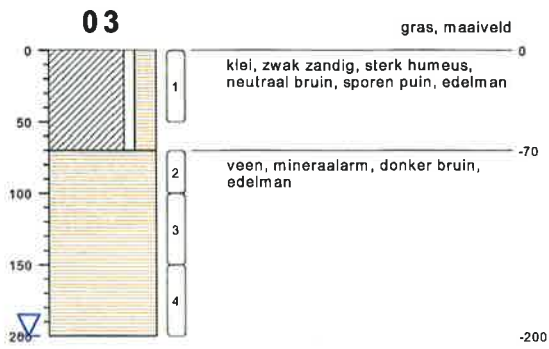 03
gras, maaiveld
0
0
klei, zwak zandig, sterk humeus,
neutraal bruin, sporen puin, edelman
1
50
-70
veen, mineraalarm, donker bruin,
edelman
2
100
3
150
4
200
-200